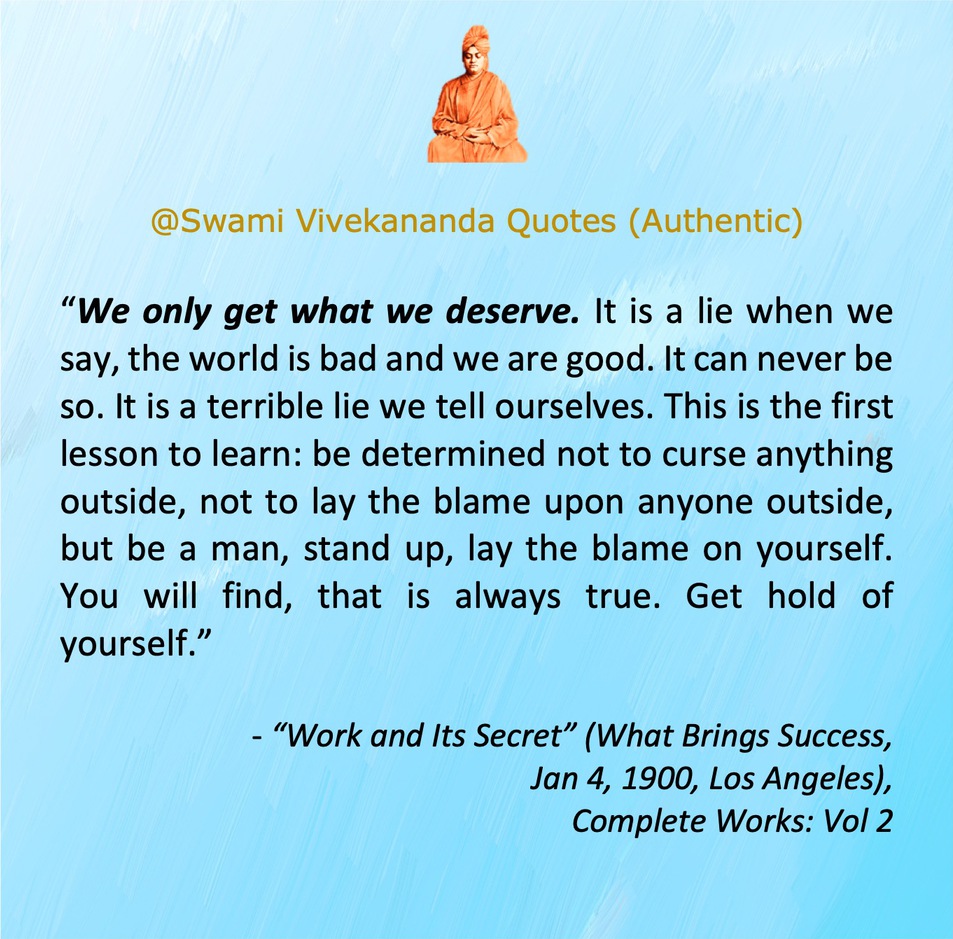 @Swami Vivekananda Quotes (Authentic)
“We only get what we deserve. It is a lie when we
say, the world is bad and we are good. It can never be
so. It is a terrible lie we tell ourselves. This is the first
lesson to learn: be determined not to curse anything
outside, not to lay the blame upon anyone outside,
but be a man, stand up, lay the blame on yourself.
You will find, that is always true. Get hold of
yourself.”
- “Work and Its Secret” (What Brings Success,
Jan 4, 1900, Los Angeles),
Complete Works: Vol 2